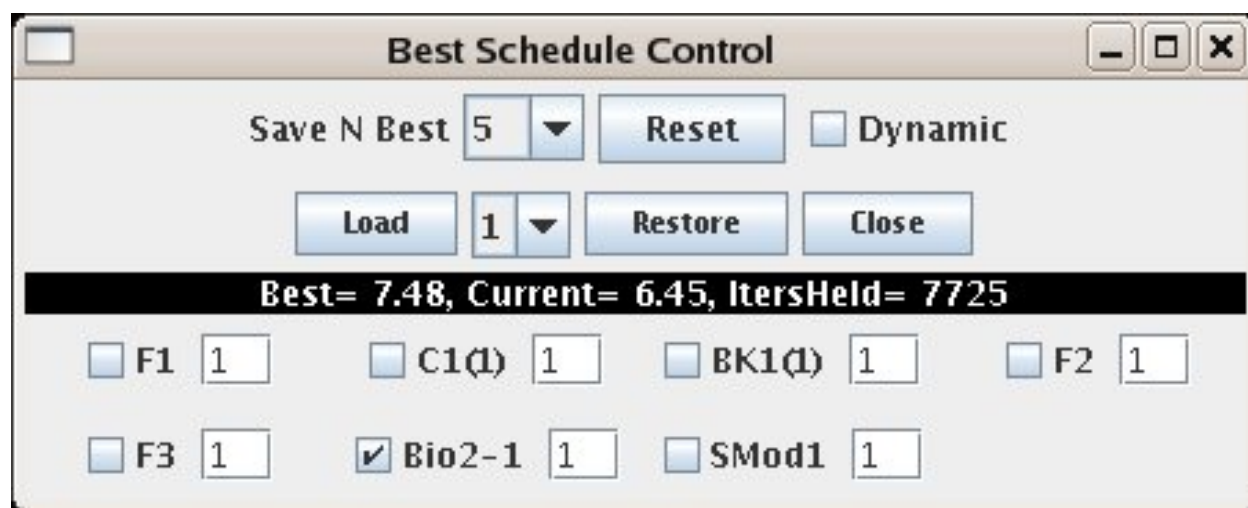 Best Schedule Control
Save N Best 5 Reset Dynamic
Load 1 Restore Close
Best= 7.48, Current= 6.45, ItersHeld= 7725
F1 1 C1(1) 1 BK1(1) 1 F2 1
F3 1 Bio2-1 1 SMod1 1